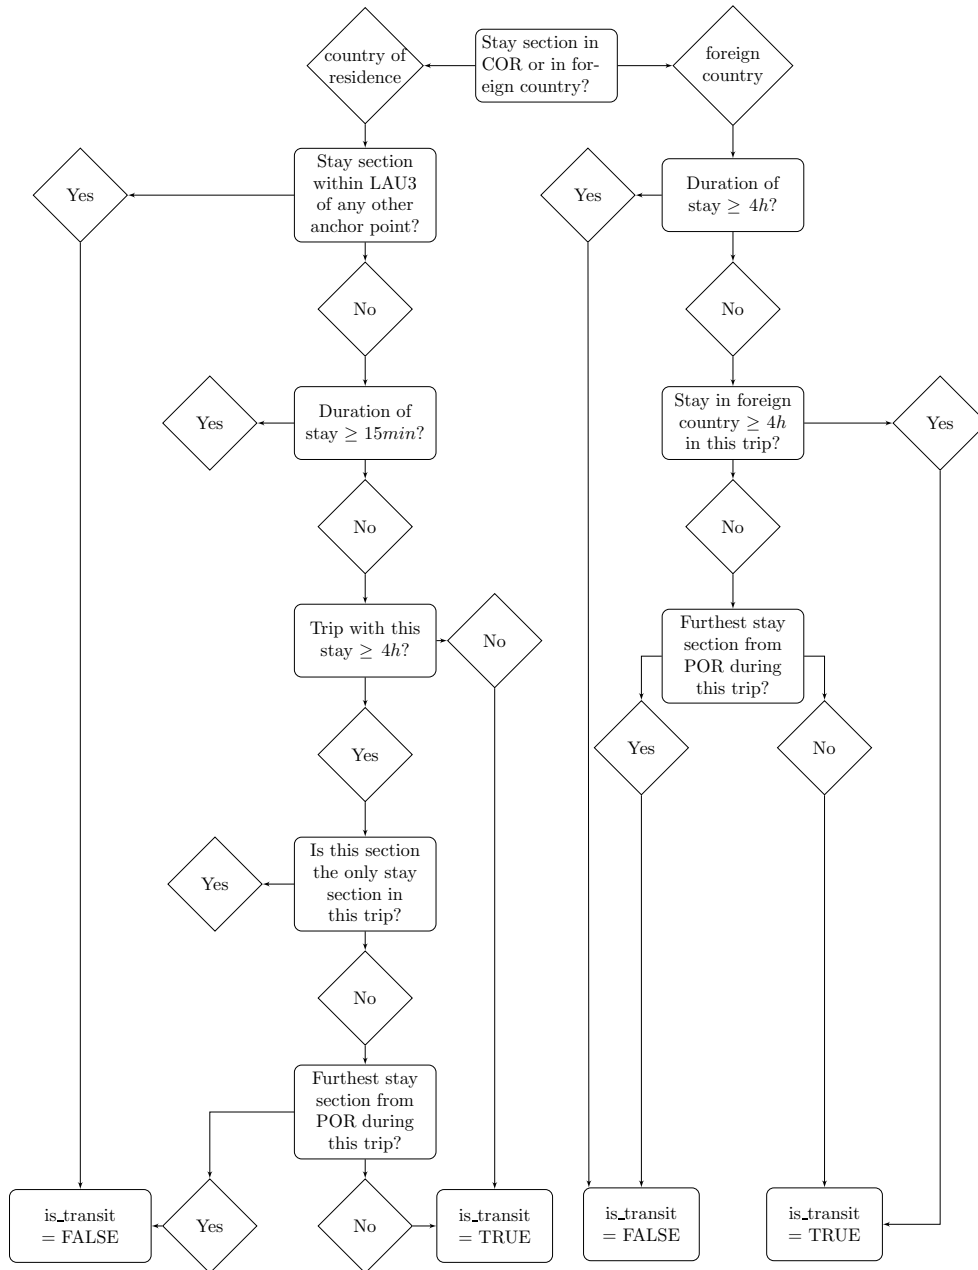 country of
residence
Stay section in
COR or in for-
eign country?
foreign
country
Yes
Stay section
within LAU3
of any other
anchor point?
Yes
Duration of
stay ≥ 4h?
No
No
Yes
Duration of
stay ≥ 15min?
Stay in foreign
country ≥ 4h
in this trip?
Yes
No
No
Trip with this
stay ≥ 4h?
No
Furthest stay
section from
POR during
this trip?
Yes
Yes
No
Yes
Is this section
the only stay
section in
this trip?
No
Furthest stay
section from
POR during
this trip?
is_transit
= FALSE
Yes
No
is_transit
= TRUE
is_transit
= FALSE
is_transit
= TRUE